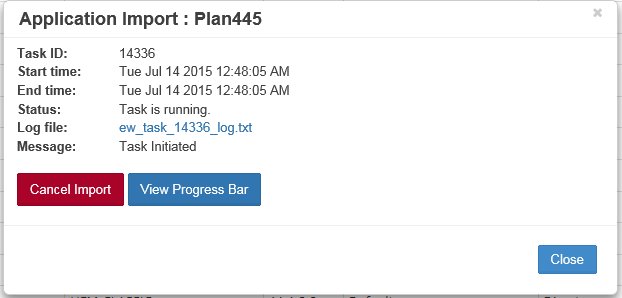 Application Import : Plan445
×
Task ID: 14336
Start time: Tue Jul 14 2015 12:48:05 AM
End time: Tue Jul 14 2015 12:48:05 AM
Status: Task is running.
Log file: ew_task_14336_log.txt
Message: Task Initiated
Cancel Import View Progress Bar
Close